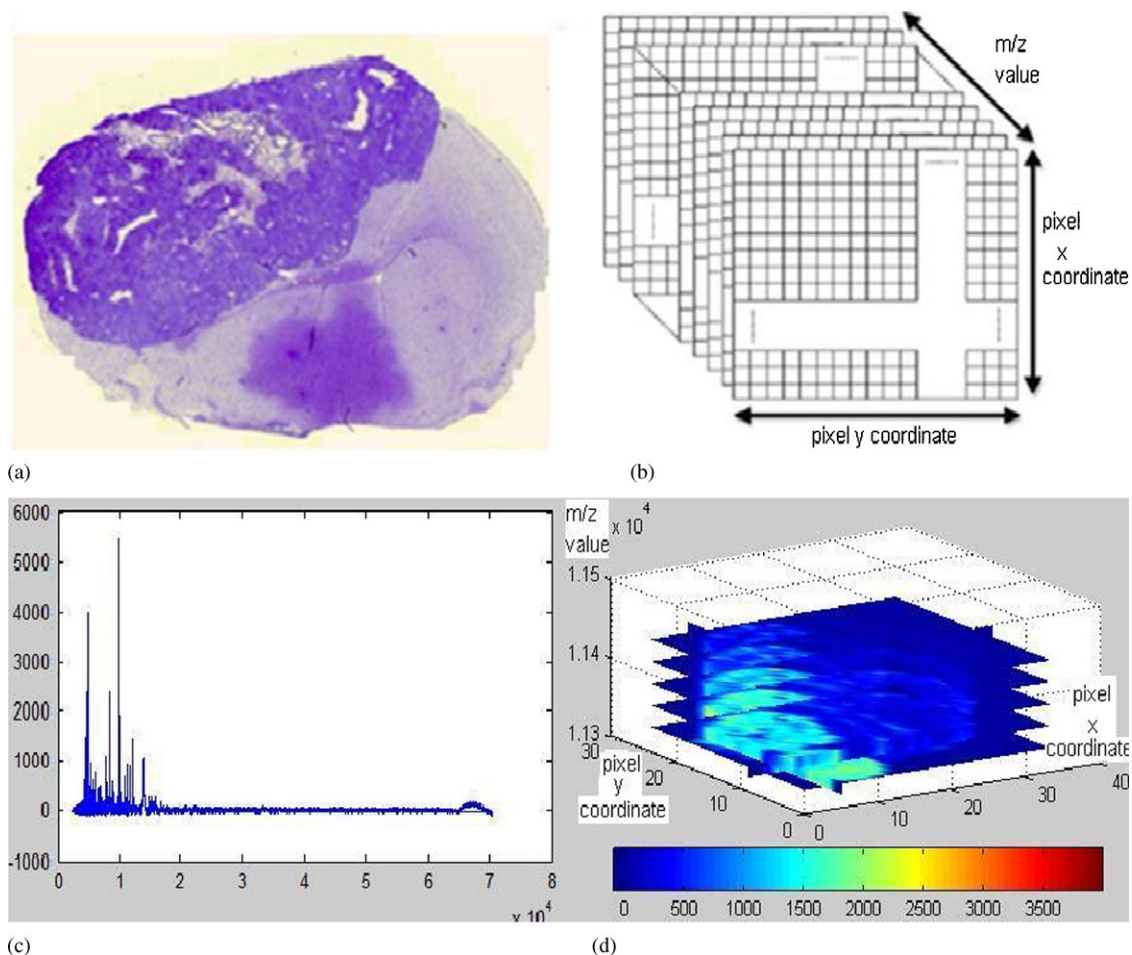 m/z
value
pixel
x
coordinate
pixel y coordinate
(a)
(b)
6000
5000
4000
3000
2000
1000
0
-1000
0
1
2
3
4
5
6
7
8
x 10^4
(c)
m/z
value
x 10^4
1.15
1.14
1.13
30
20
10
0
pixel
y
coordinate
0
10
20
30
40
pixel
x
coordinate
0
500
1000
1500
2000
2500
3000
3500
(d)